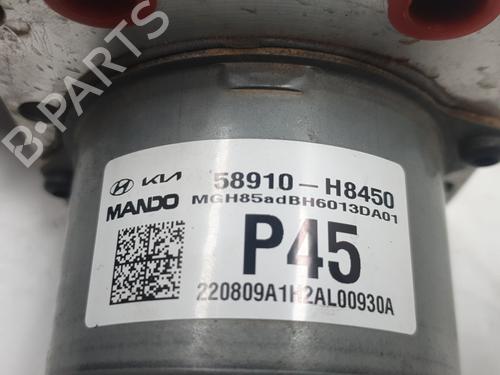 B-PARTS
KIA 58910-H8450
MANDO MGH85adBH6013DA01
P45
220809A1H2AL00930A